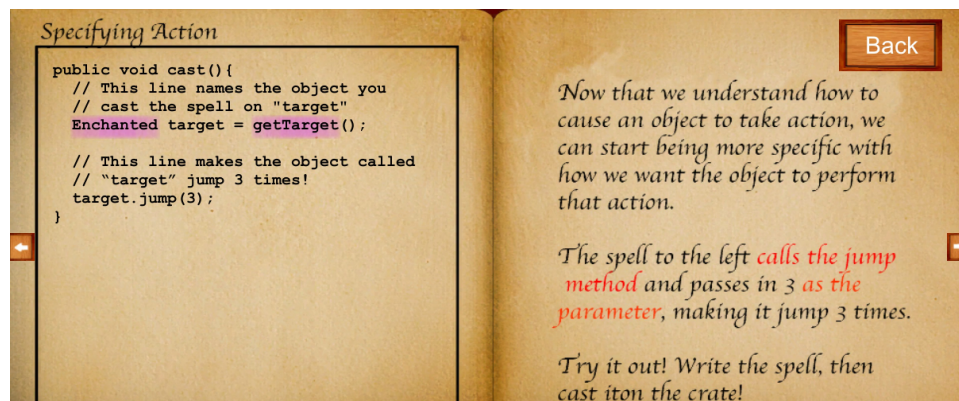 Specifying Action
public void cast(){
// This line names the object you
// cast the spell on "target"
Enchanted target = getTarget();
// This line makes the object called
// “target” jump 3 times!
target.jump(3);
}
Back
Now that we understand how to
cause an object to take action, we
can start being more specific with
how we want the object to perform
that action.
The spell to the left calls the jump
method and passes in 3 as the
parameter, making it jump 3 times.
Try it out! Write the spell, then
cast iton the crate!